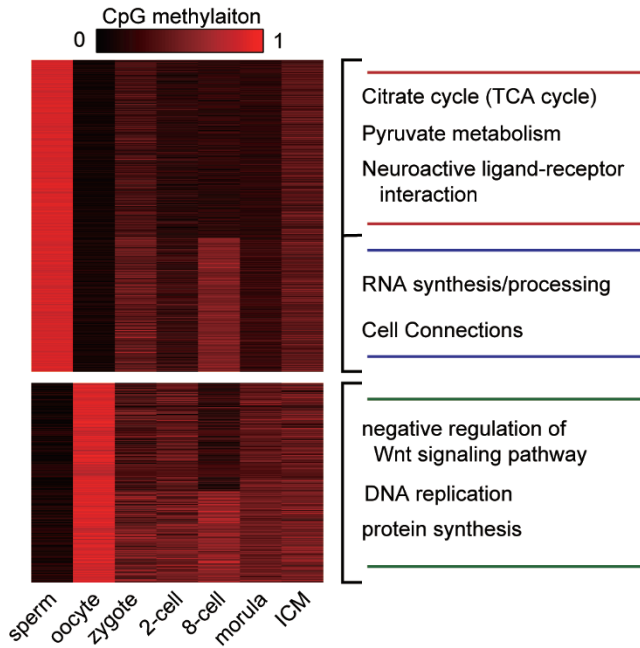 CpG methylaiton
0 1
Citrate cycle (TCA cycle)
Pyruvate metabolism
Neuroactive ligand-receptor
interaction
RNA synthesis/processing
Cell Connections
negative regulation of
Wnt signaling pathway
DNA replication
protein synthesis
sperm oocyte zygote 2-cell 8-cell morula ICM